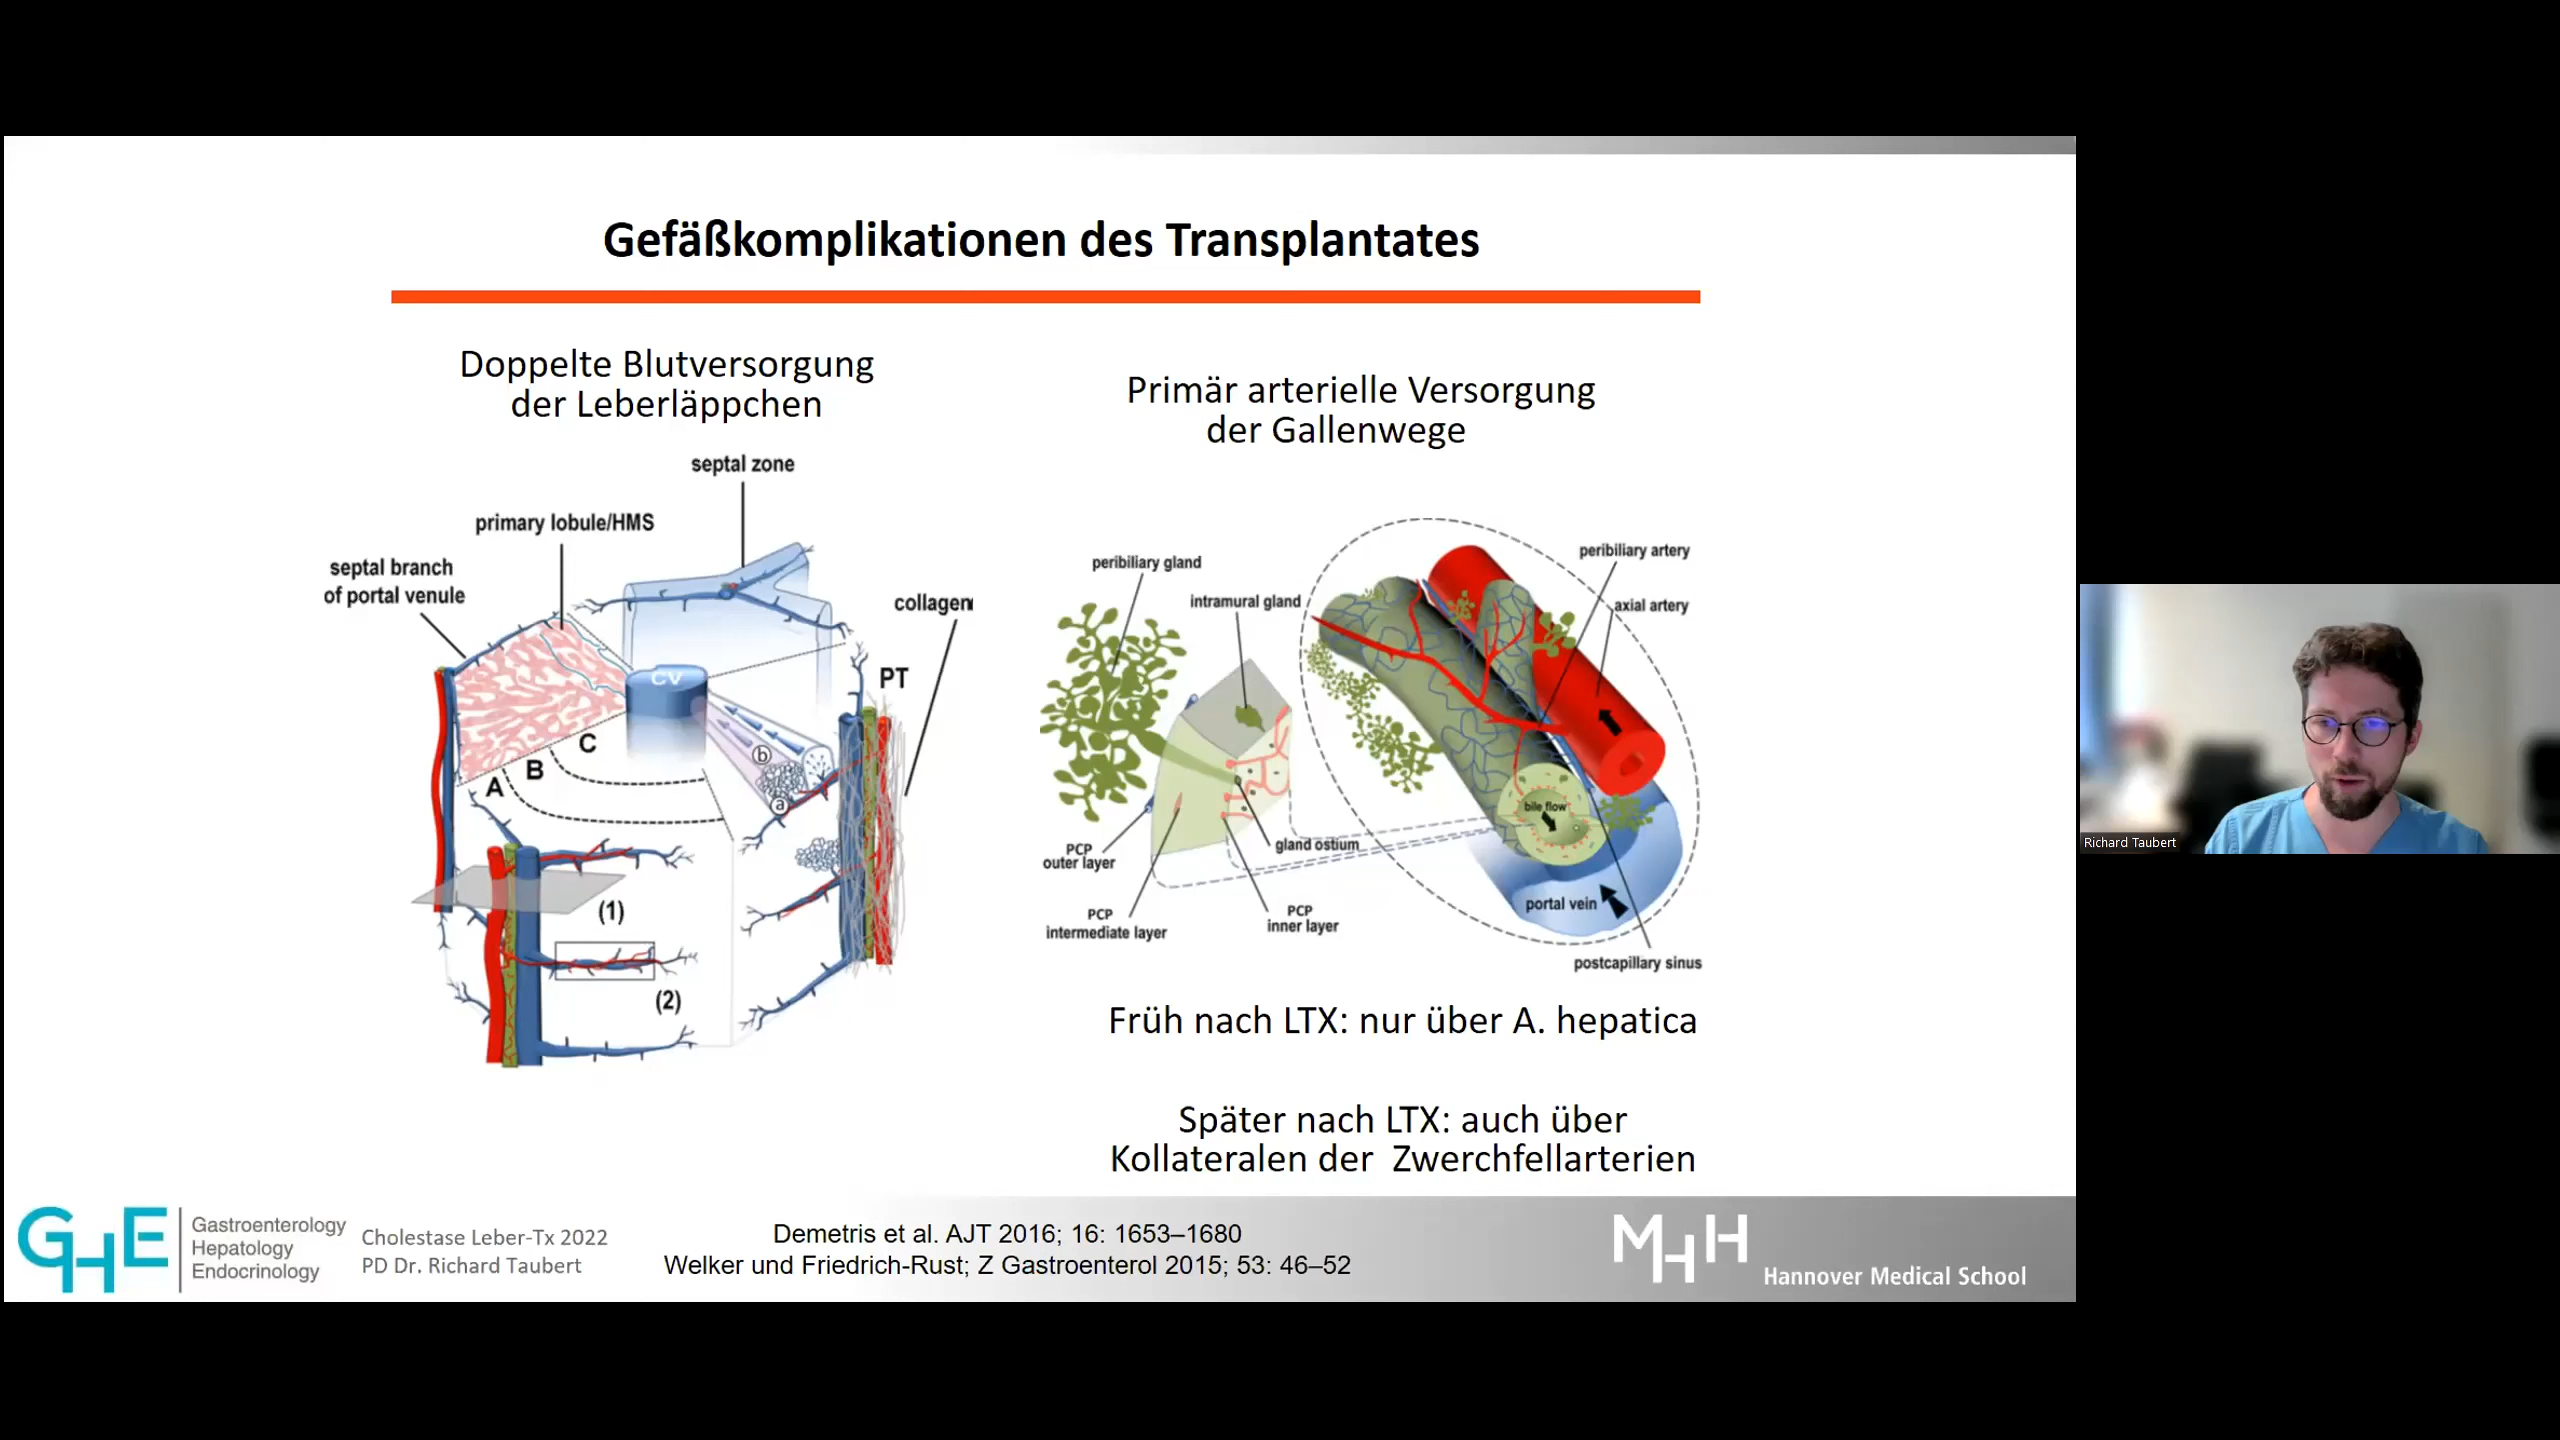 Gefäßkomplikationen des Transplantates
Doppelte Blutversorgung
der Leberläppchen
septal zone
primary lobule/HMS
septal branch
of portal venule
collagen
CV
PT
C
B
A
b
a
(1)
(2)
Primär arterielle Versorgung
der Gallenwege
peribiliary gland
intramural gland
peribiliary artery
axial artery
bile flow
gland ostium
PCP
outer layer
PCP
intermediate layer
PCP
inner layer
portal vein
postcapillary sinus
Früh nach LTX: nur über A. hepatica
Später nach LTX: auch über
Kollateralen der Zwerchfellarterien
Richard Taubert
GHE
Gastroenterology
Hepatology
Endocrinology
Cholestase Leber-Tx 2022
PD Dr. Richard Taubert
Demetris et al. AJT 2016; 16: 1653–1680
Welker und Friedrich-Rust; Z Gastroenterol 2015; 53: 46–52
MHH
Hannover Medical School